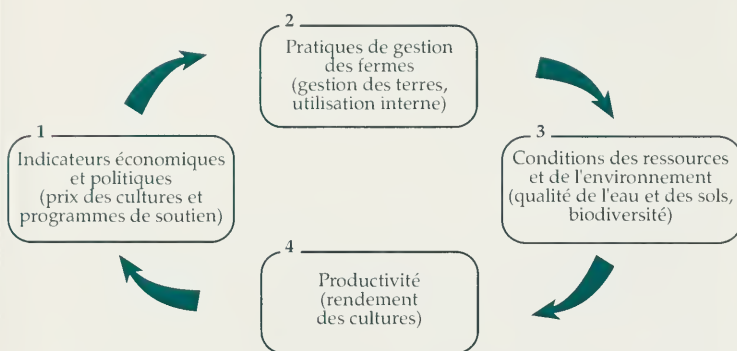 1
Indicateurs économiques
et politiques
(prix des cultures et
programmes de soutien)
2
Pratiques de gestion
des fermes
(gestion des terres,
utilisation interne)
3
Conditions des ressources
et de l'environnement
(qualité de l'eau et des sols,
biodiversité)
4
Productivité
(rendement
des cultures)